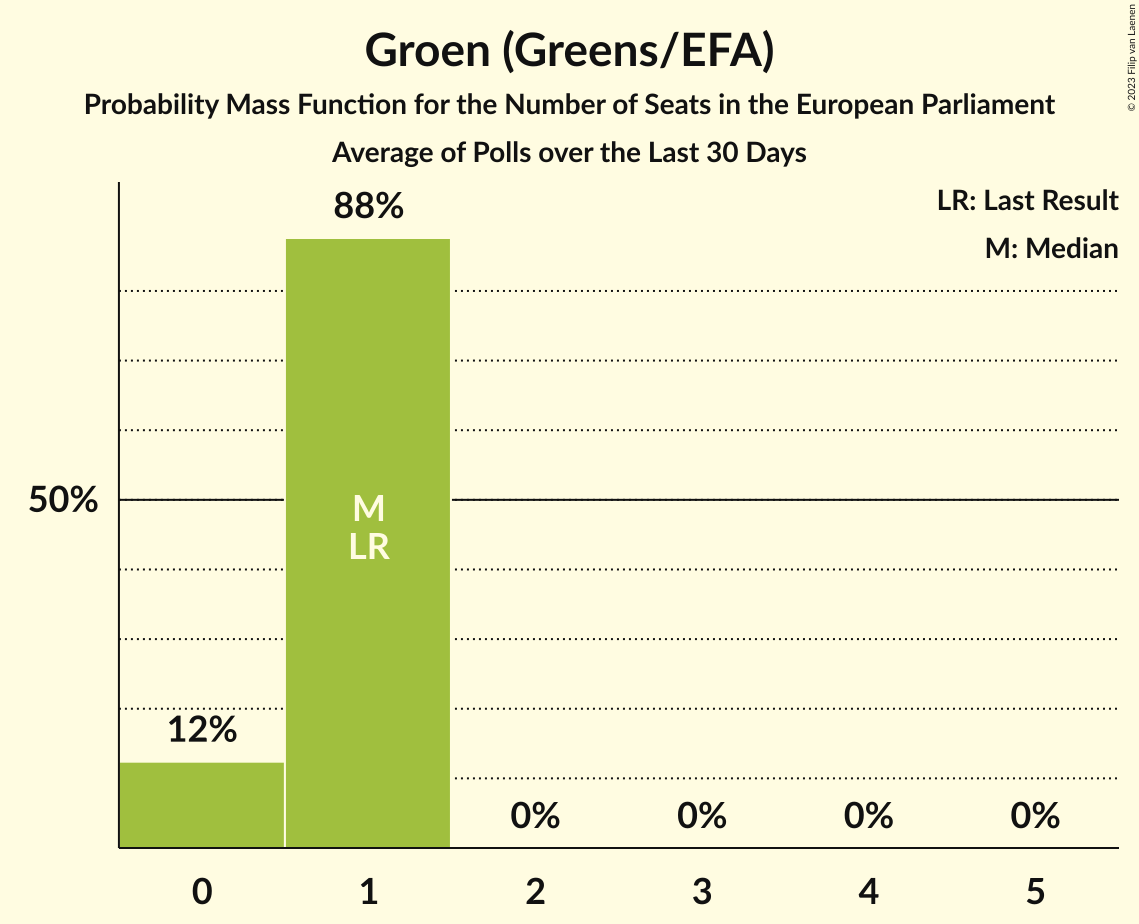 Groen (Greens/EFA)
Probability Mass Function for the Number of Seats in the European Parliament
Average of Polls over the Last 30 Days
© 2023 Filip van Laenen
LR: Last Result
M: Median
88%
50%
M
LR
12%
0%
0%
0%
0%
0
1
2
3
4
5